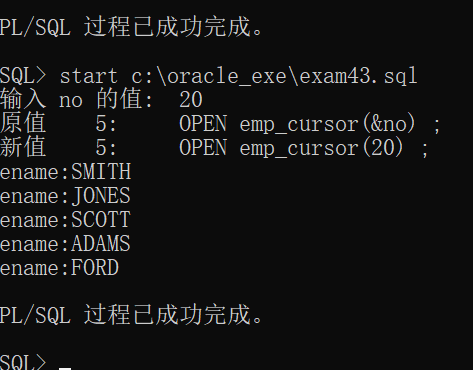 PL/SQL 过程已成功完成。
SQL> start c:\oracle_exe\exam43.sql
输入 no 的值:  20
原值    5:     OPEN emp_cursor(&no) ;
新值    5:     OPEN emp_cursor(20) ;
ename:SMITH
ename:JONES
ename:SCOTT
ename:ADAMS
ename:FORD
PL/SQL 过程已成功完成。
SQL> _